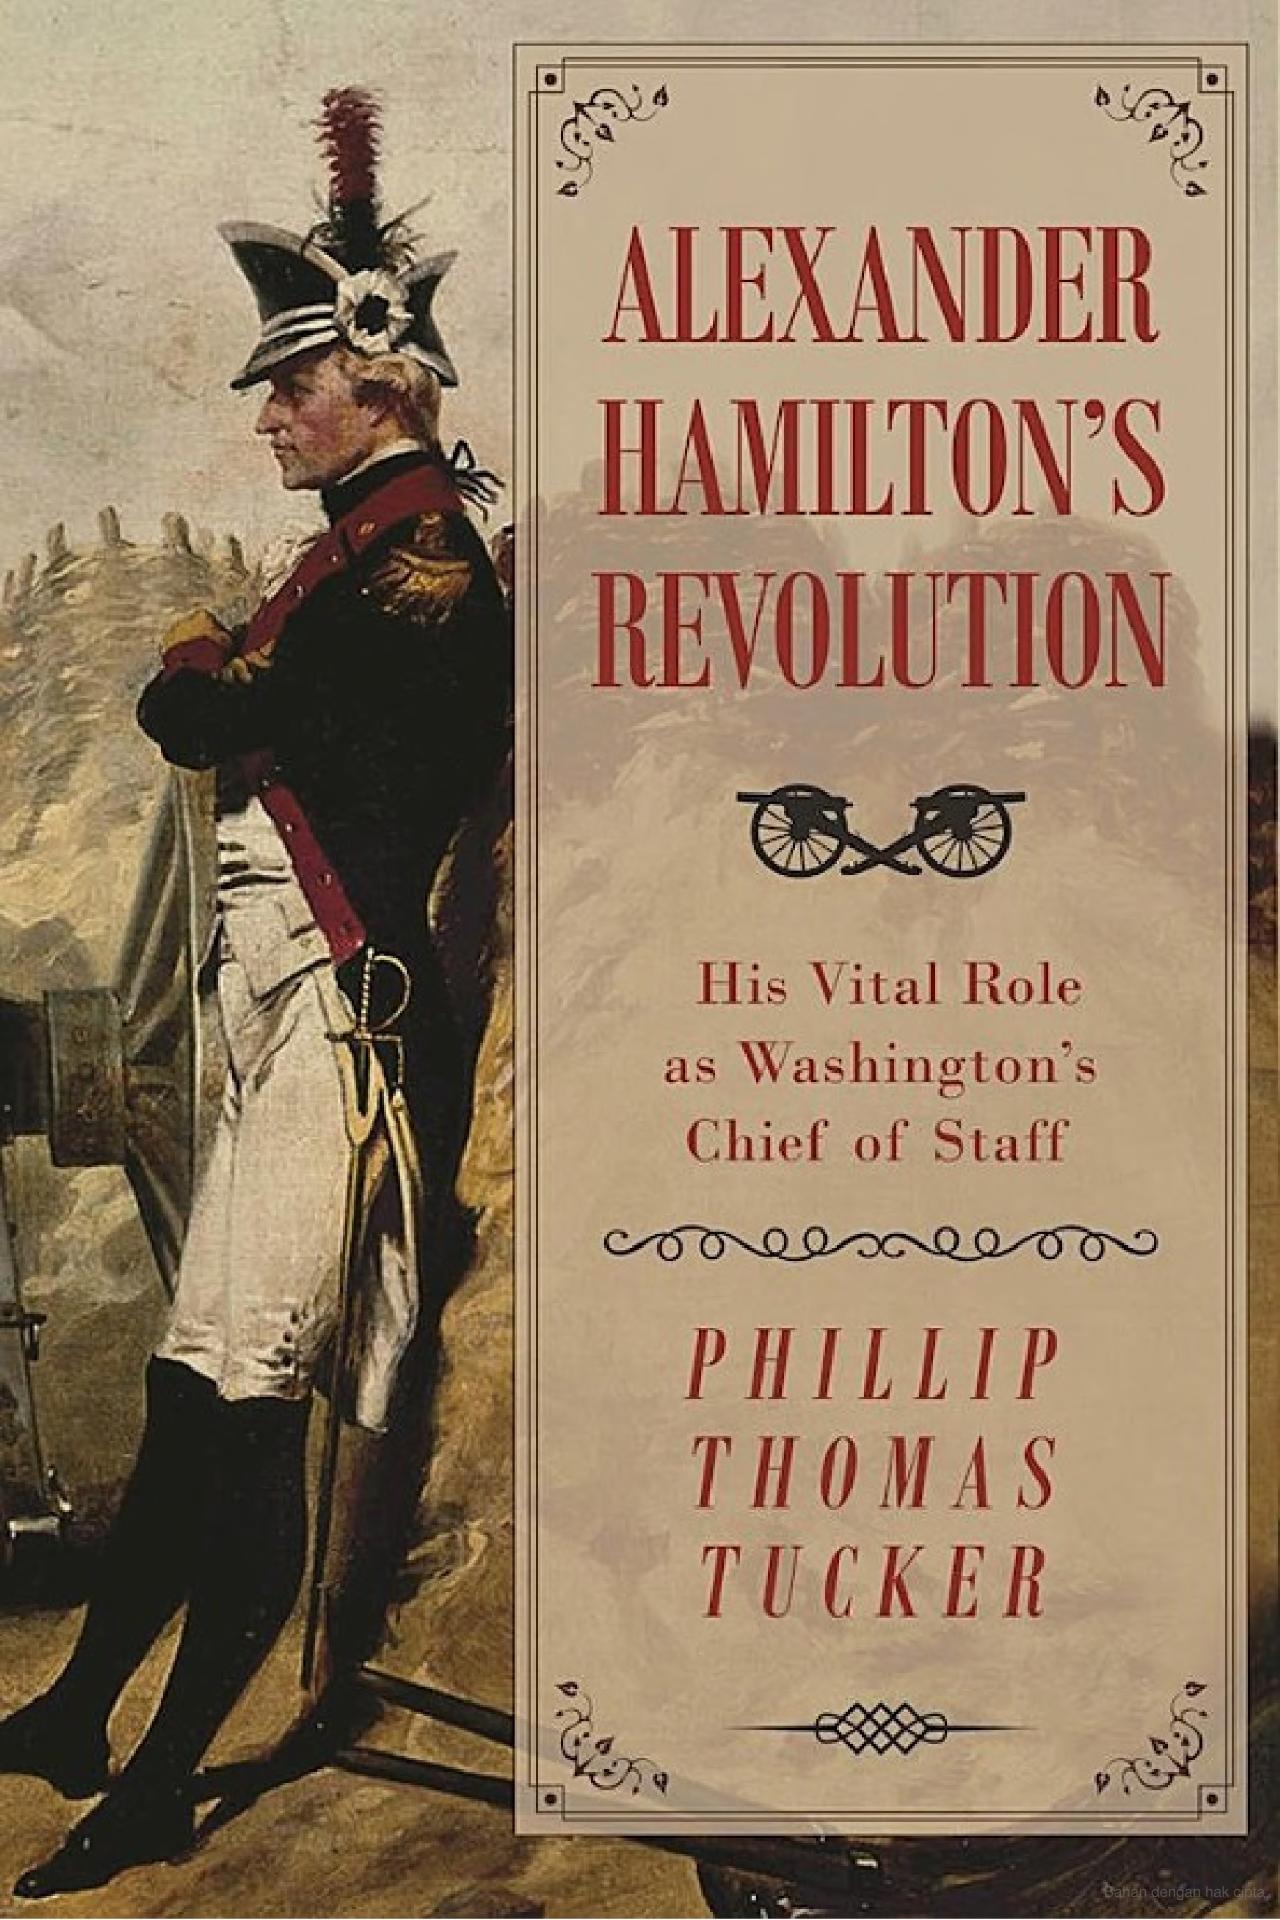 ALEXANDER
HAMILTON’S
REVOLUTION
His Vital Role
as Washington’s
Chief of Staff
PHILLIP
THOMAS
TUCKER
Bahan dengan hak cipta